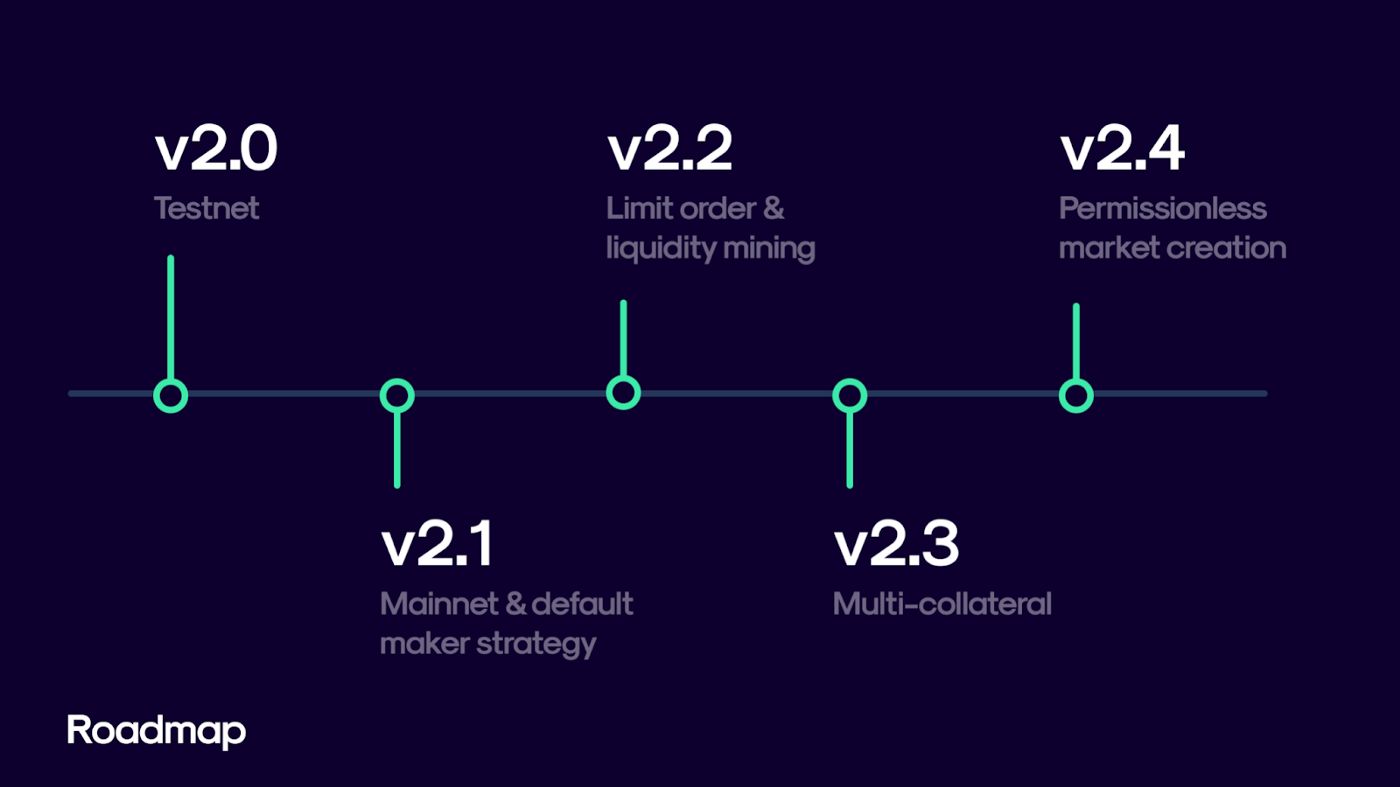 v2.0
Testnet
v2.1
Mainnet & default
maker strategy
v2.2
Limit order &
liquidity mining
v2.3
Multi-collateral
v2.4
Permissionless
market creation
Roadmap